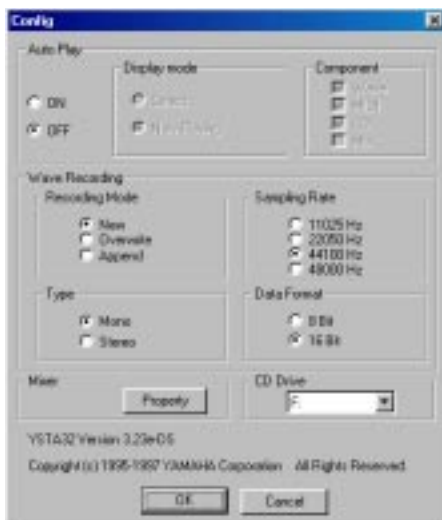 Config
Auto Play
ON
OFF
Display mode
Component
Wave Recording
Recording Mode
New
Overwrite
Append
Sampling Rate
11025 Hz
22050 Hz
44100 Hz
48000 Hz
Type
Mono
Stereo
Data Format
8 Bit
16 Bit
Mixer
Property
CD Drive
F:
YSTA32 Version 3.23e-DS
Copyright (c) 1995-1997 YAMAHA Corporation All Rights Reserved.
OK
Cancel